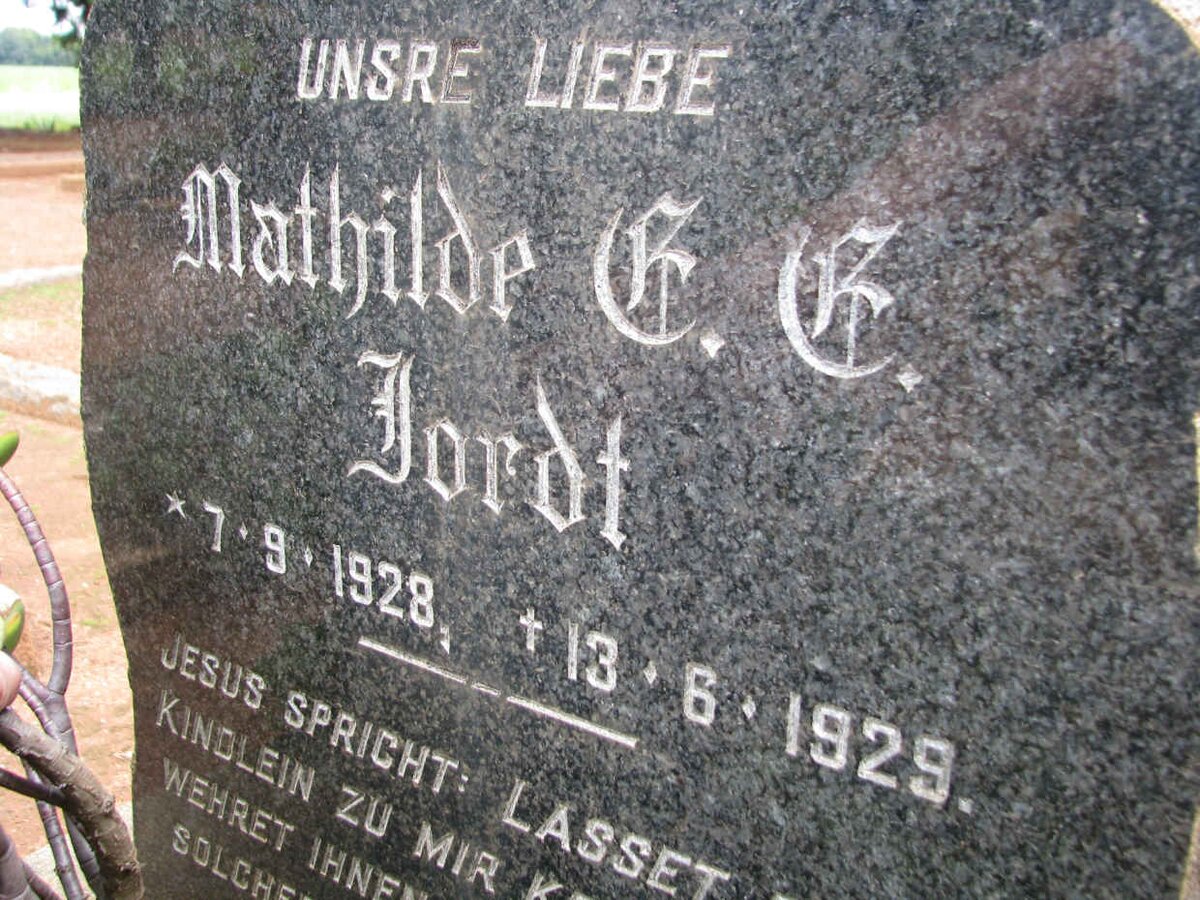 UNSRE LIEBE
Mathilde E. E.
Jordt
* 7·9·1928, † 13·6·1929.
JESUS SPRICHT: LASSET
KINDLEIN ZU MIR
WEHRET IHNEN